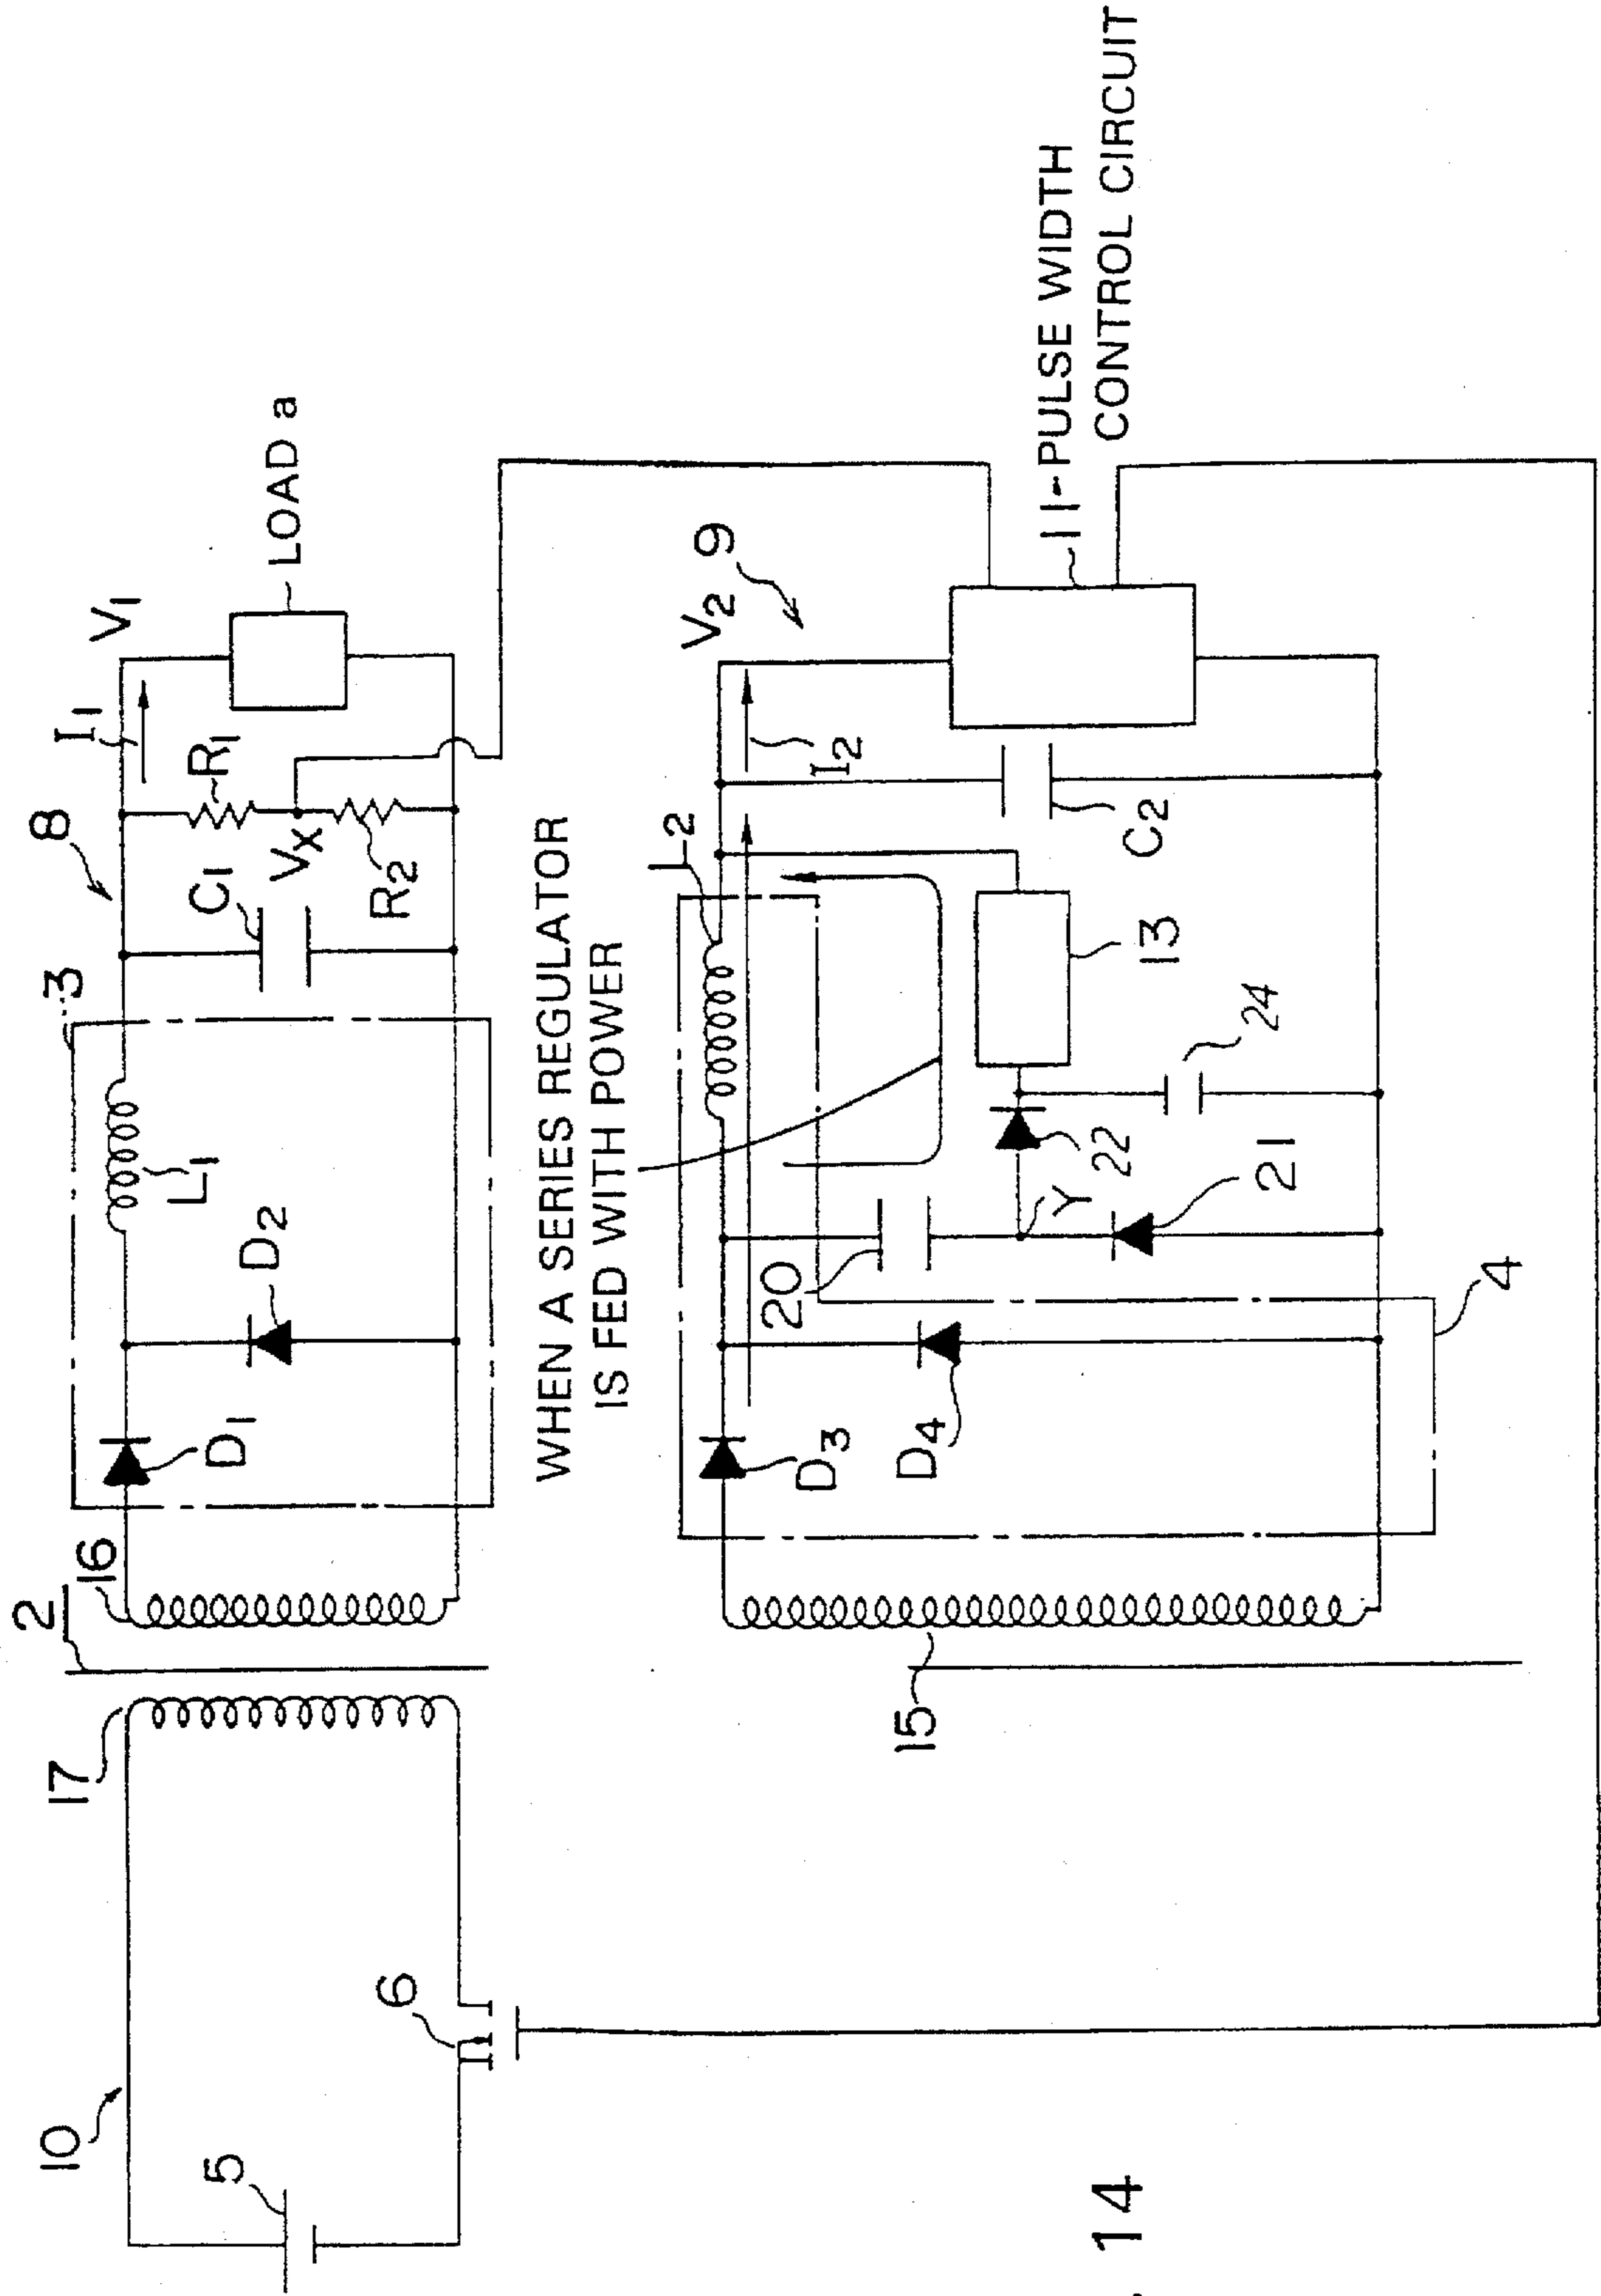 2
16
3
8
I1
V1
LOAD a
17
D1
D2
L1
C1
R1
VX
R2
10
5
6
WHEN A SERIES REGULATOR
IS FED WITH POWER
L2
V2
9
I2
D3
D4
20
Y
22
21
24
13
C2
11-PULSE WIDTH
CONTROL CIRCUIT
15
4
14